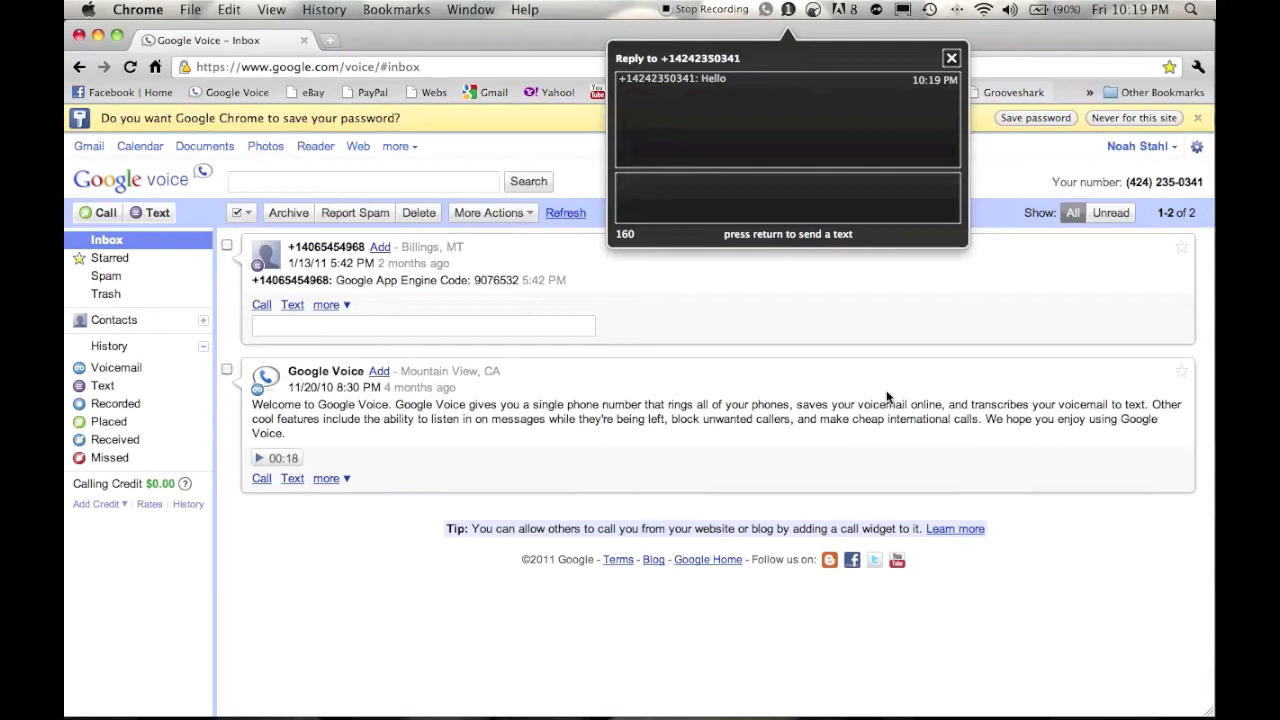 Chrome File Edit View History Bookmarks Window Help Stop Recording 1 8 (90%) Fri 10:19 PM
Google Voice – Inbox
https://www.google.com/voice/#inbox
Facebook | Home Google Voice eBay PayPal Webs Gmail Yahoo! You Tube Grooveshark » Other Bookmarks
Do you want Google Chrome to save your password? Save password Never for this site
Reply to +14242350341
+14242350341: Hello 10:19 PM
160 press return to send a text
Gmail Calendar Documents Photos Reader Web more Noah Stahl
Google voice Search Your number: (424) 235-0341
Call Text Archive Report Spam Delete More Actions Refresh Show: All Unread 1-2 of 2
Inbox
Starred
Spam
Trash
Contacts
History
Voicemail
Text
Recorded
Placed
Received
Missed
Calling Credit $0.00 ?
Add Credit Rates History
+14065454968 Add - Billings, MT
1/13/11 5:42 PM 2 months ago
+14065454968: Google App Engine Code: 9076532 5:42 PM
Call Text more
Google Voice Add - Mountain View, CA
11/20/10 8:30 PM 4 months ago
Welcome to Google Voice. Google Voice gives you a single phone number that rings all of your phones, saves your voicemail online, and transcribes your voicemail to text. Other
cool features include the ability to listen in on messages while they're being left, block unwanted callers, and make cheap international calls. We hope you enjoy using Google
Voice.
00:18
Call Text more
Tip: You can allow others to call you from your website or blog by adding a call widget to it. Learn more
©2011 Google - Terms - Blog - Google Home - Follow us on: